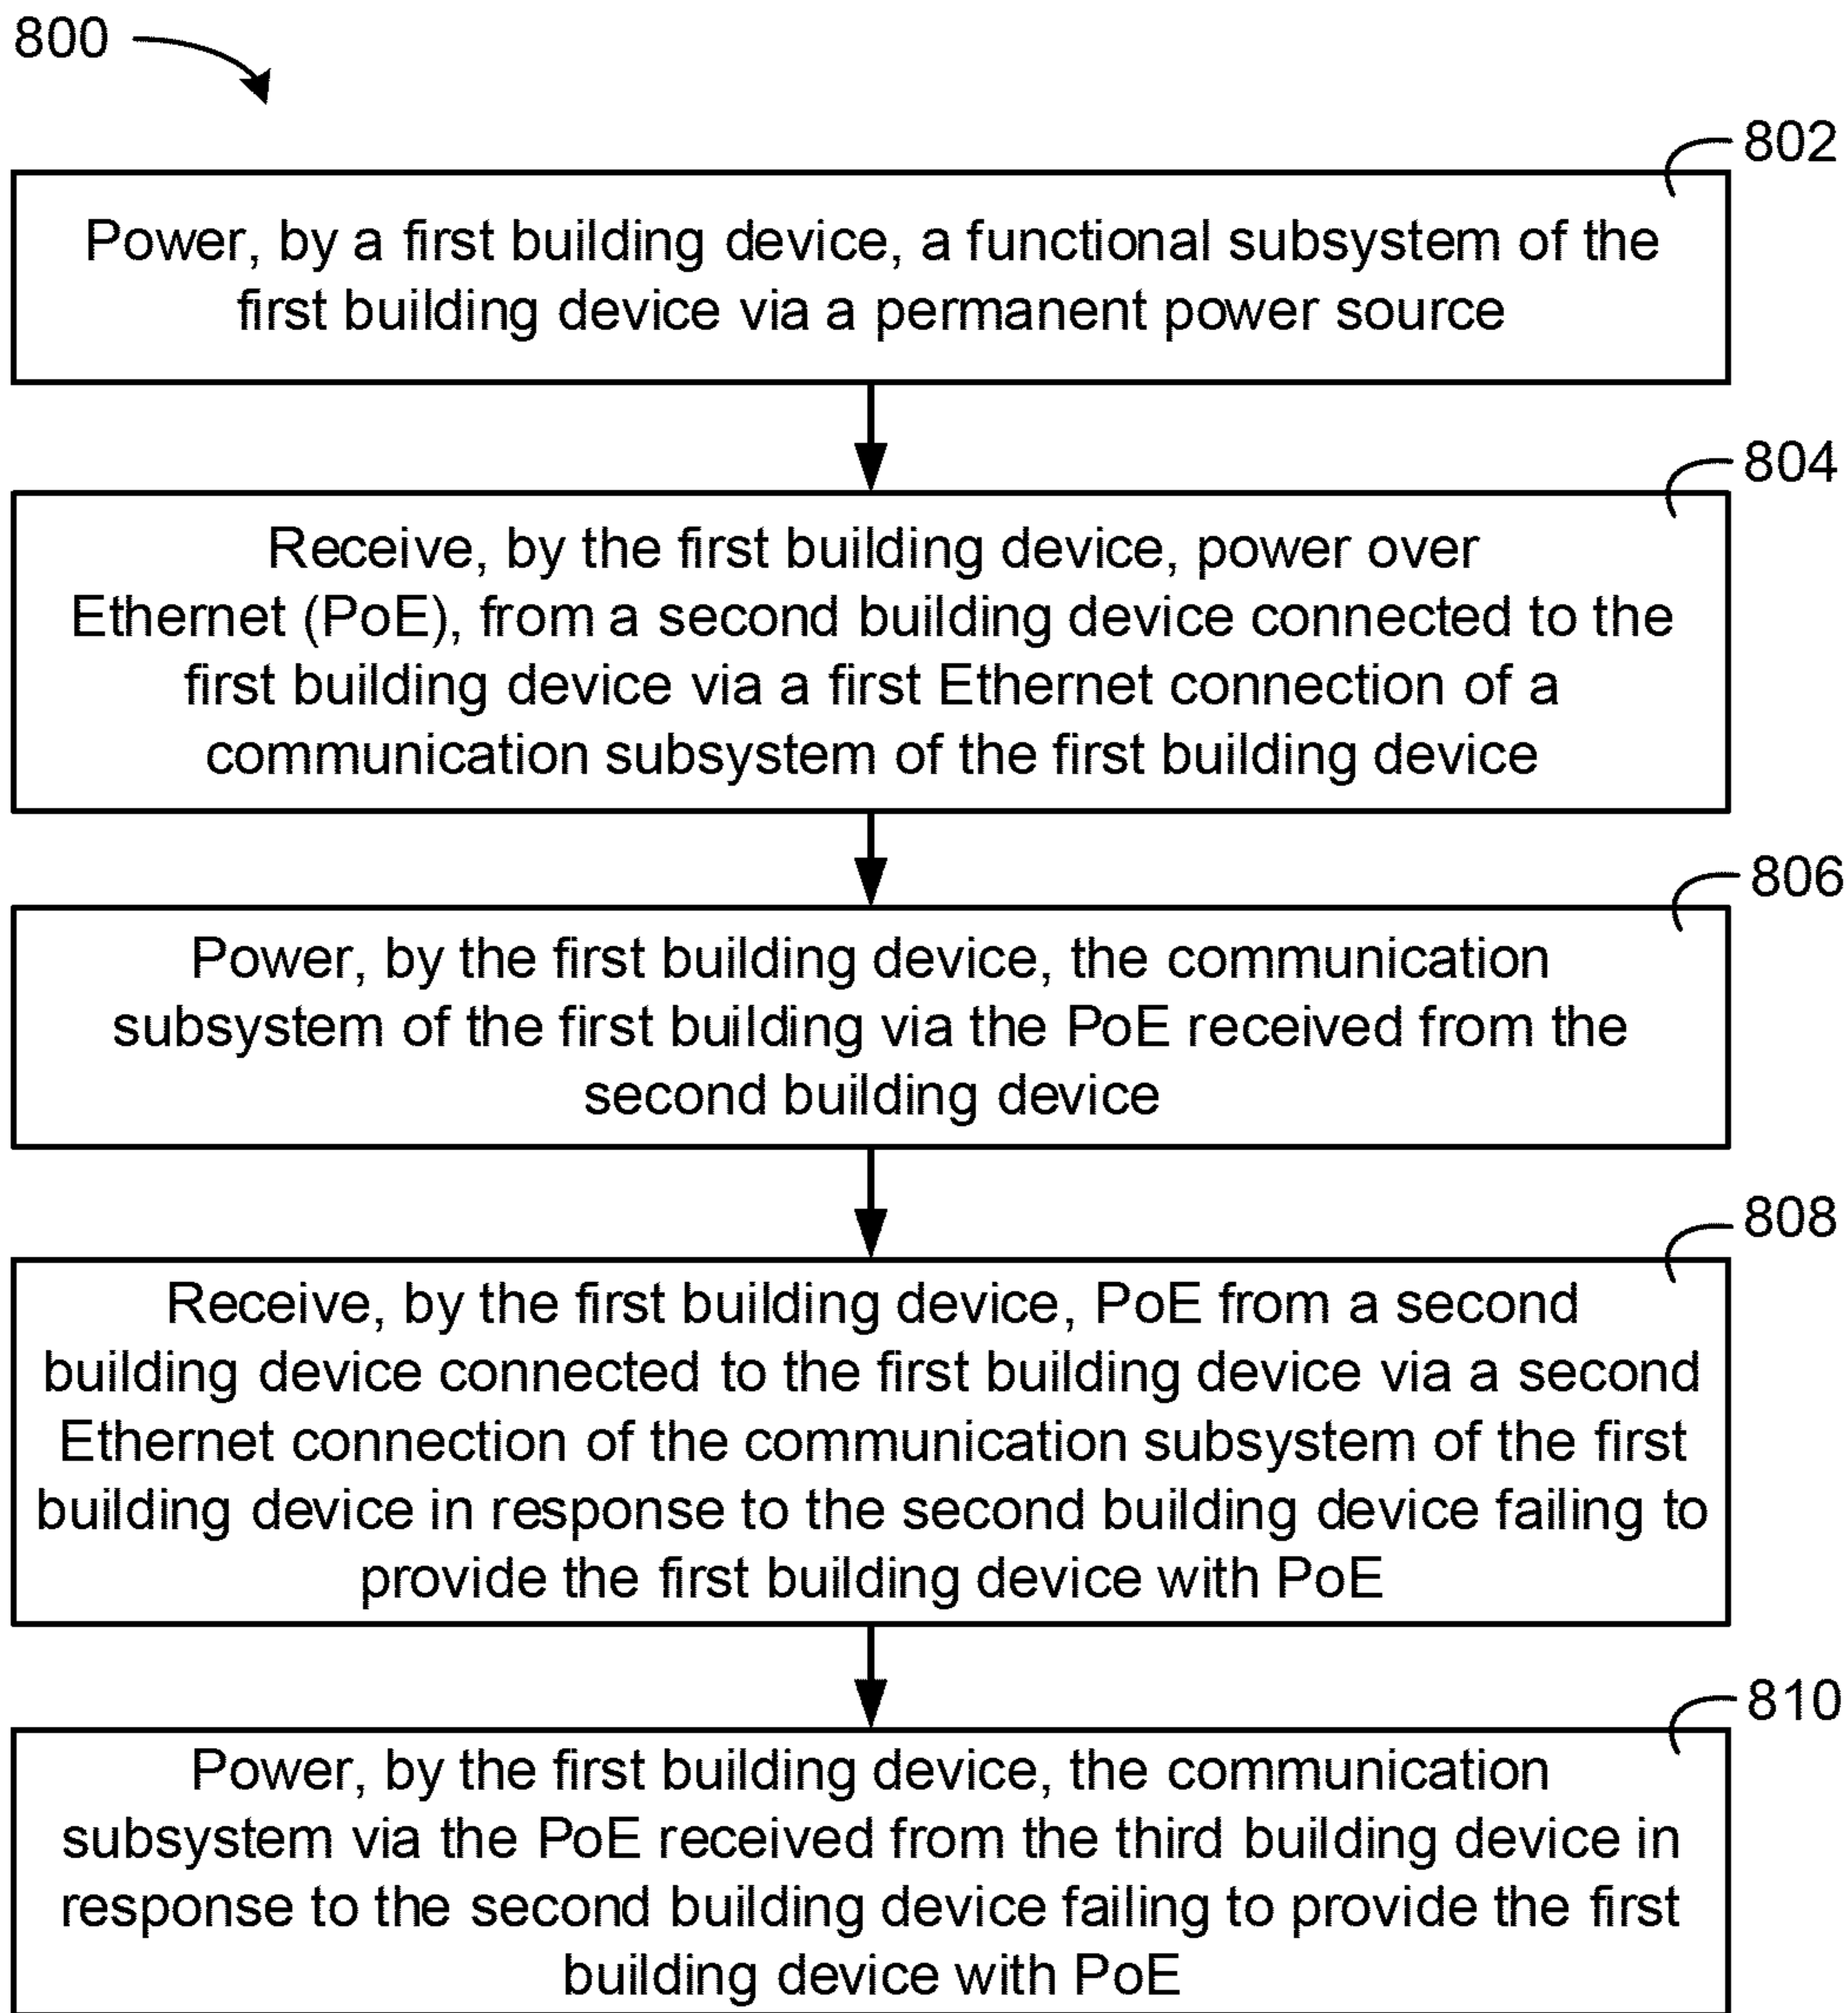 800
802
Power, by a first building device, a functional subsystem of the
first building device via a permanent power source
804
Receive, by the first building device, power over
Ethernet (PoE), from a second building device connected to the
first building device via a first Ethernet connection of a
communication subsystem of the first building device
806
Power, by the first building device, the communication
subsystem of the first building via the PoE received from the
second building device
808
Receive, by the first building device, PoE from a second
building device connected to the first building device via a second
Ethernet connection of the communication subsystem of the first
building device in response to the second building device failing to
provide the first building device with PoE
810
Power, by the first building device, the communication
subsystem via the PoE received from the third building device in
response to the second building device failing to provide the first
building device with PoE